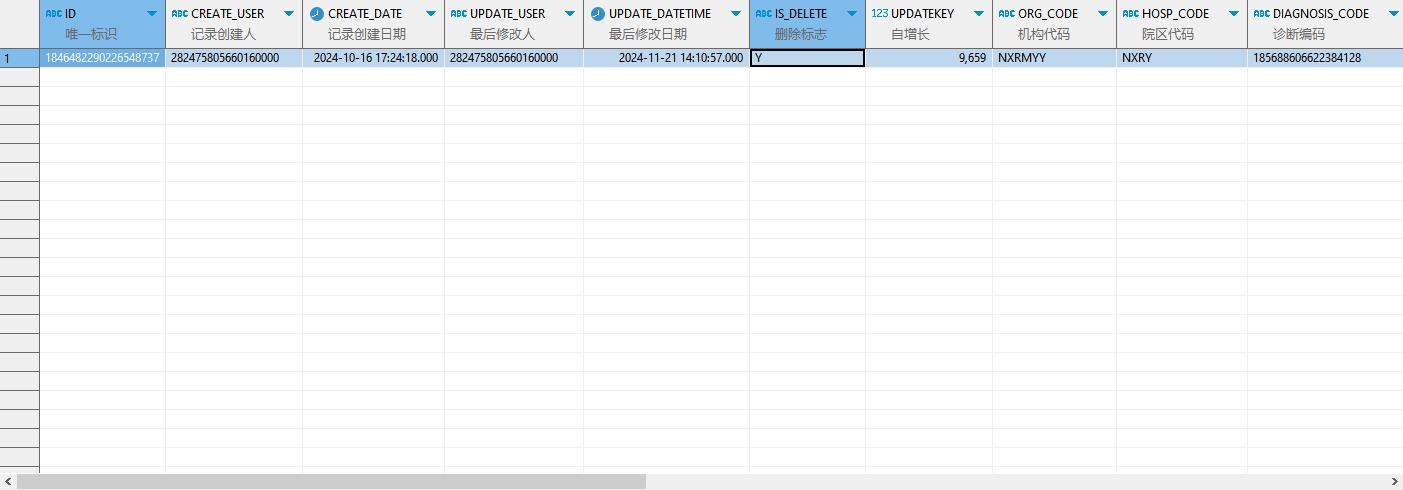 ABC ID ABC CREATE_USER CREATE_DATE ABC UPDATE_USER UPDATE_DATETIME ABC IS_DELETE 123 UPDATEKEY ABC ORG_CODE ABC HOSP_CODE ABC DIAGNOSIS_CODE
唯一标识 记录创建人 记录创建日期 最后修改人 最后修改日期 删除标志 自增长 机构代码 院区代码 诊断编码
1 1846482290226548737 282475805660160000 2024-10-16 17:24:18.000 282475805660160000 2024-11-21 14:10:57.000 Y 9,659 NXRMYY NXRY 185688606622384128